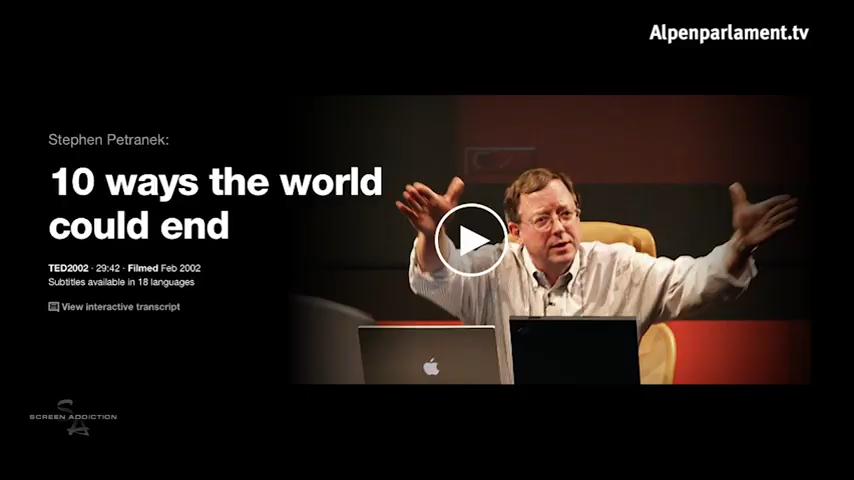 Alpenparlament.tv
Stephen Petranek:
10 ways the world
could end
TED2002 · 29:42 · Filmed Feb 2002
Subtitles available in 18 languages
View interactive transcript
SA
SCREEN ADDICTION